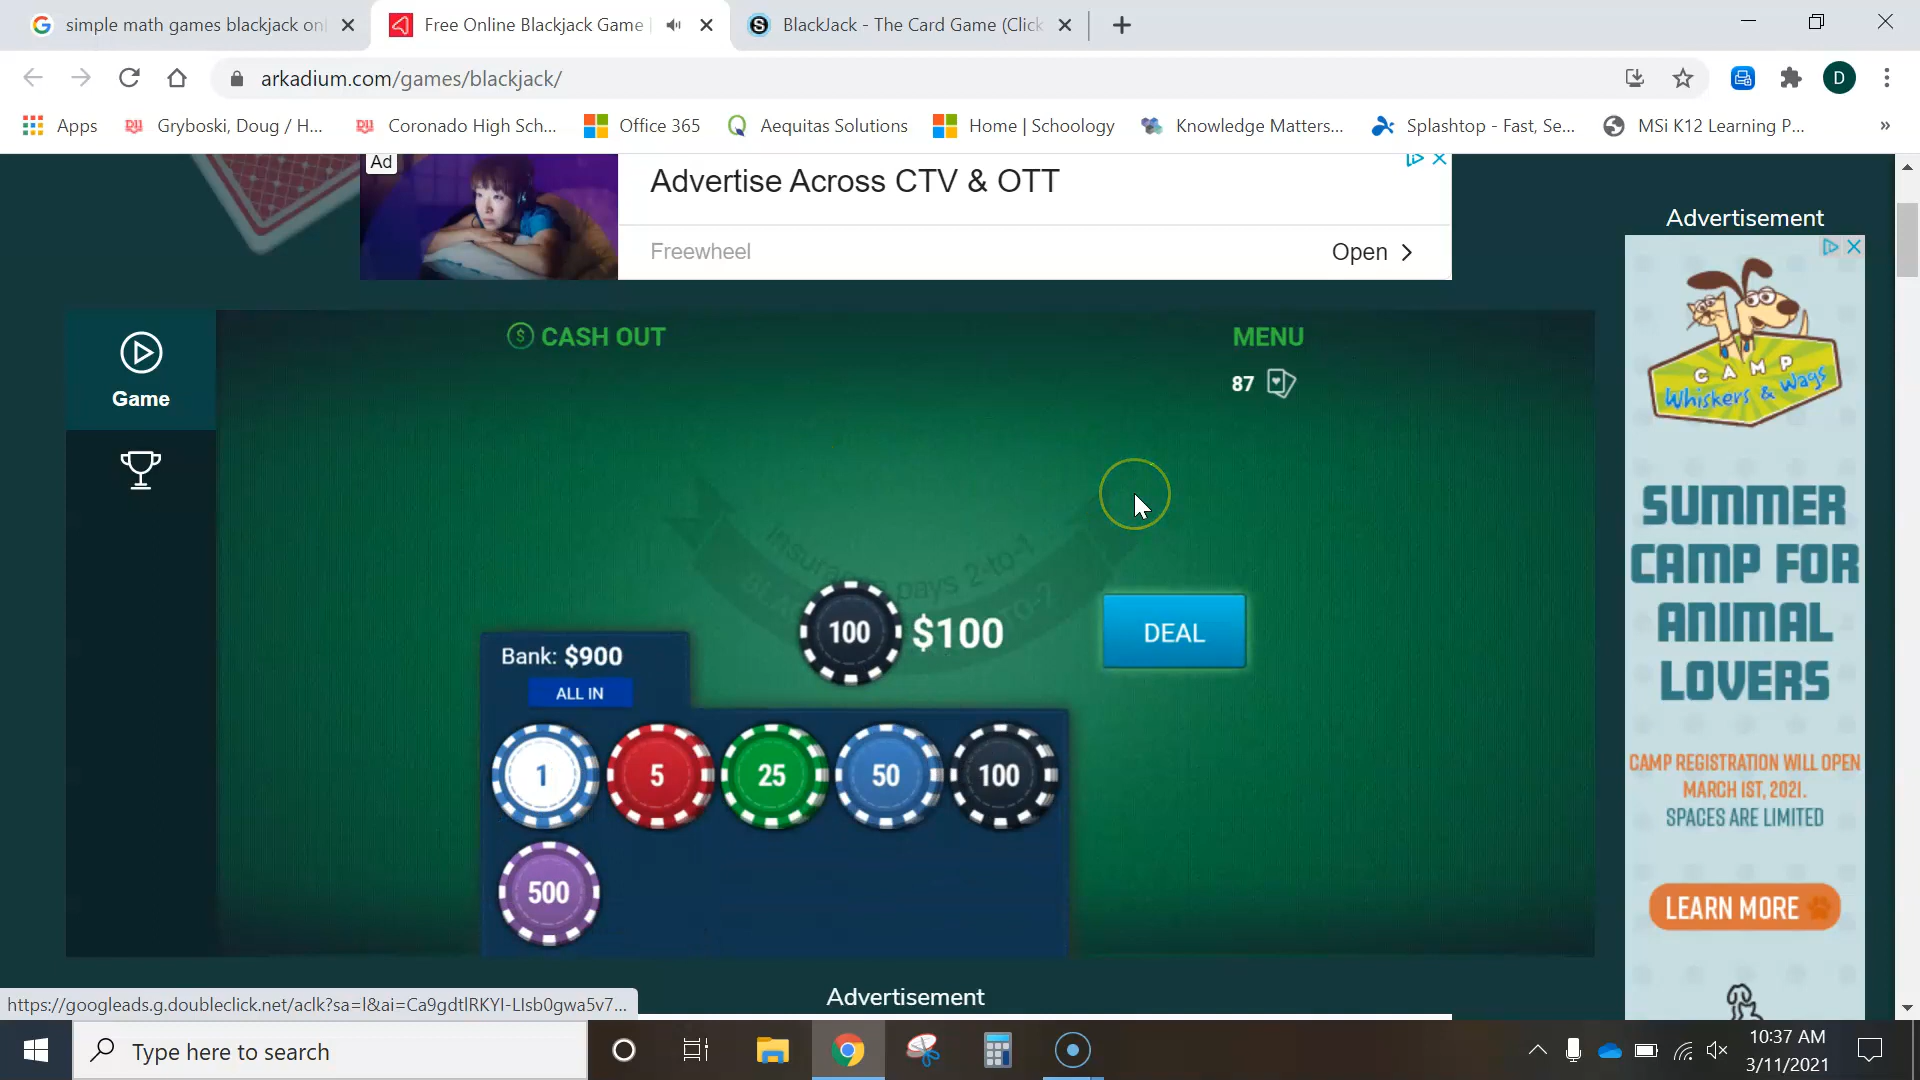 simple math games blackjack onl
Free Online Blackjack Game |
BlackJack - The Card Game (Click
arkadium.com/games/blackjack/
D
Apps
Gryboski, Doug / H...
Coronado High Sch...
Office 365
Aequitas Solutions
Home | Schoology
Knowledge Matters...
Splashtop - Fast, Se...
MSi K12 Learning P...
»
Ad
Advertise Across CTV & OTT
Freewheel
Open
Advertisement
CAMP
Whiskers & Wags
SUMMER
CAMP FOR
ANIMAL
LOVERS
CAMP REGISTRATION WILL OPEN
MARCH 1ST, 2021.
SPACES ARE LIMITED
LEARN MORE
Game
CASH OUT
MENU
87
Insurance pays 2-to-1
100
$100
DEAL
Bank: $900
ALL IN
1
5
25
50
100
500
https://googleads.g.doubleclick.net/aclk?sa=l&ai=Ca9gdtlRKYI-LIsb0gwa5v7...
Advertisement
Type here to search
10:37 AM
3/11/2021